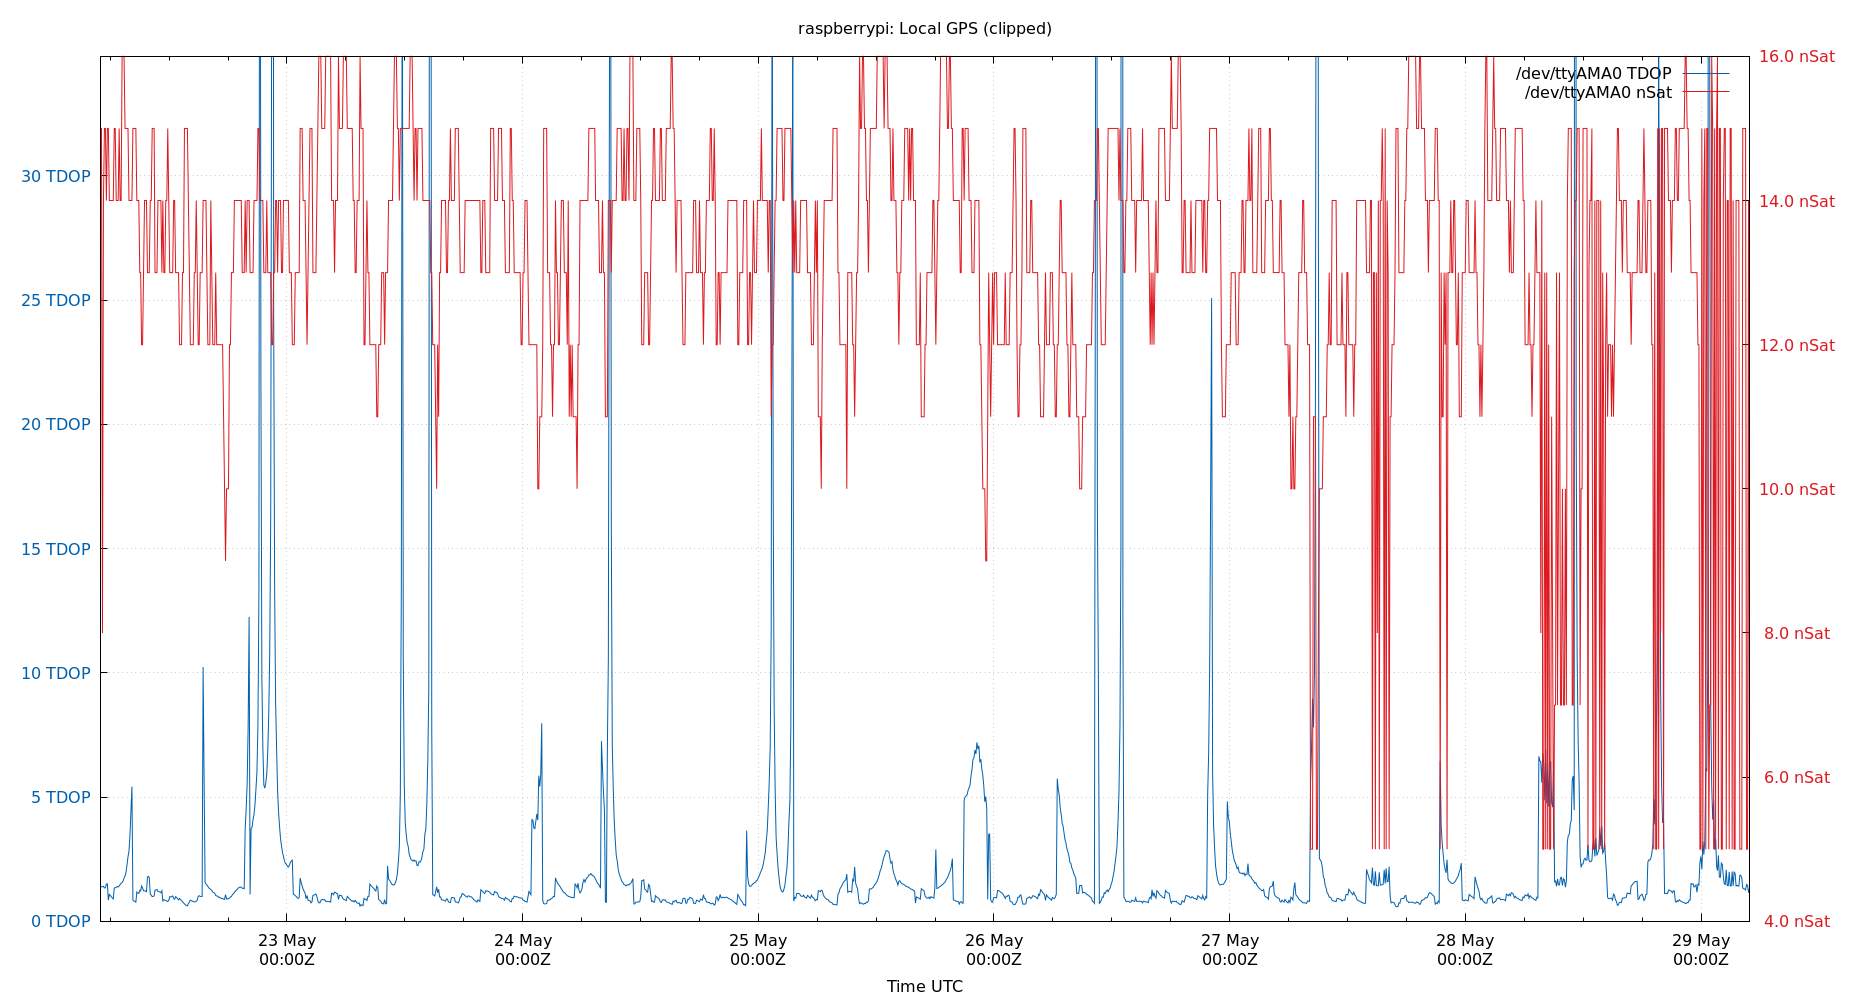 raspberrypi: Local GPS (clipped)
16.0 nSat
/dev/ttyAMA0 TDOP
/dev/ttyAMA0 nSat
30 TDOP
14.0 nSat
25 TDOP
12.0 nSat
20 TDOP
10.0 nSat
15 TDOP
8.0 nSat
10 TDOP
6.0 nSat
5 TDOP
0 TDOP
4.0 nSat
23 May 24 May 25 May 26 May 27 May 28 May 29 May
00:00Z 00:00Z 00:00Z 00:00Z 00:00Z 00:00Z 00:00Z
Time UTC